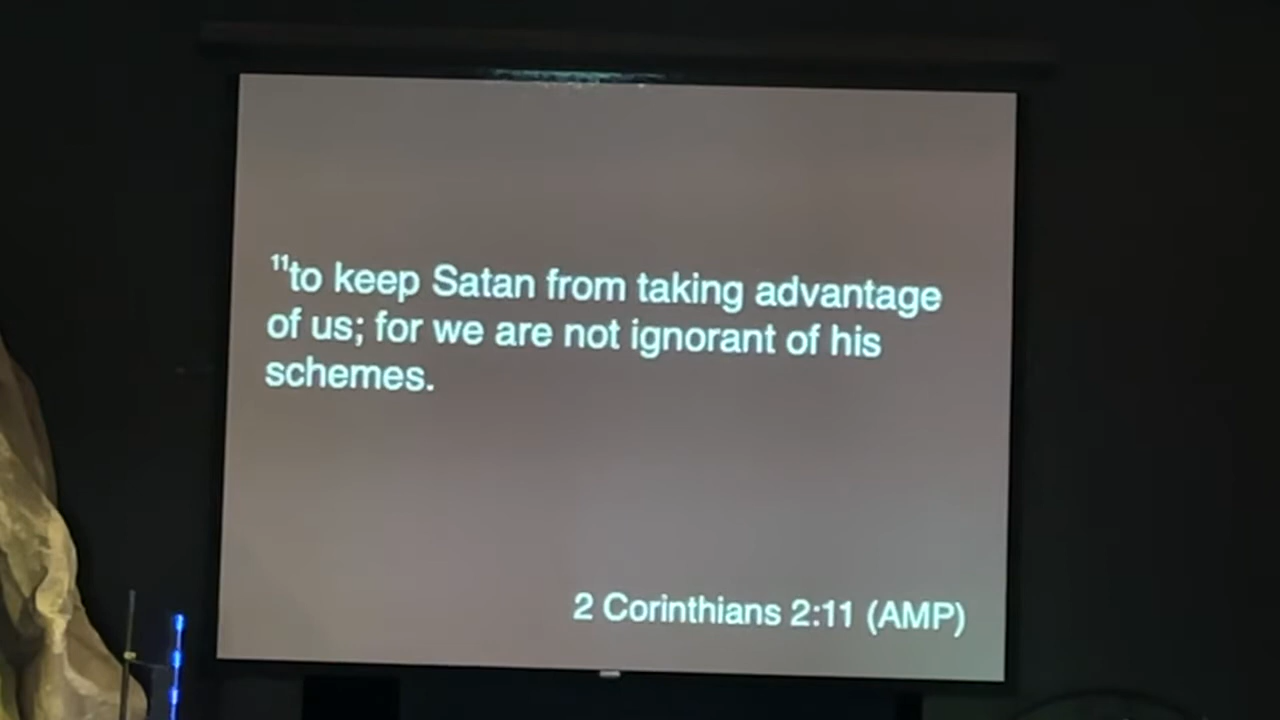 ¹¹to keep Satan from taking advantage
of us; for we are not ignorant of his
schemes.
2 Corinthians 2:11 (AMP)